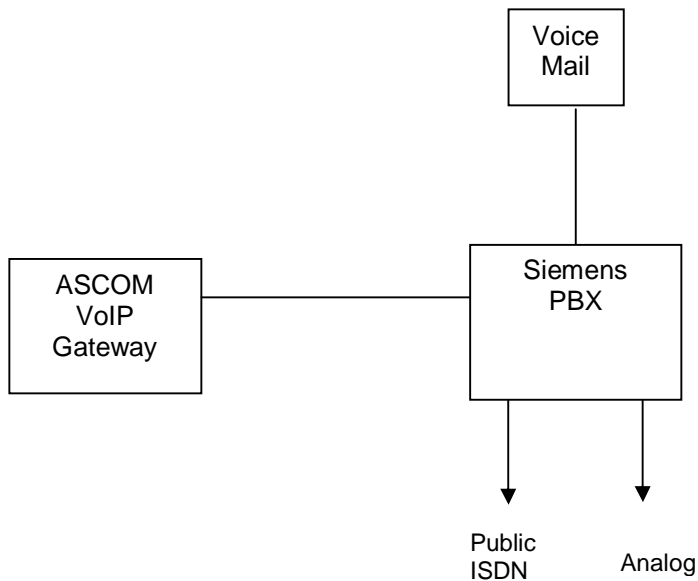 Voice
Mail
ASCOM
VoIP
Gateway
Siemens
PBX
Public
ISDN
Analog